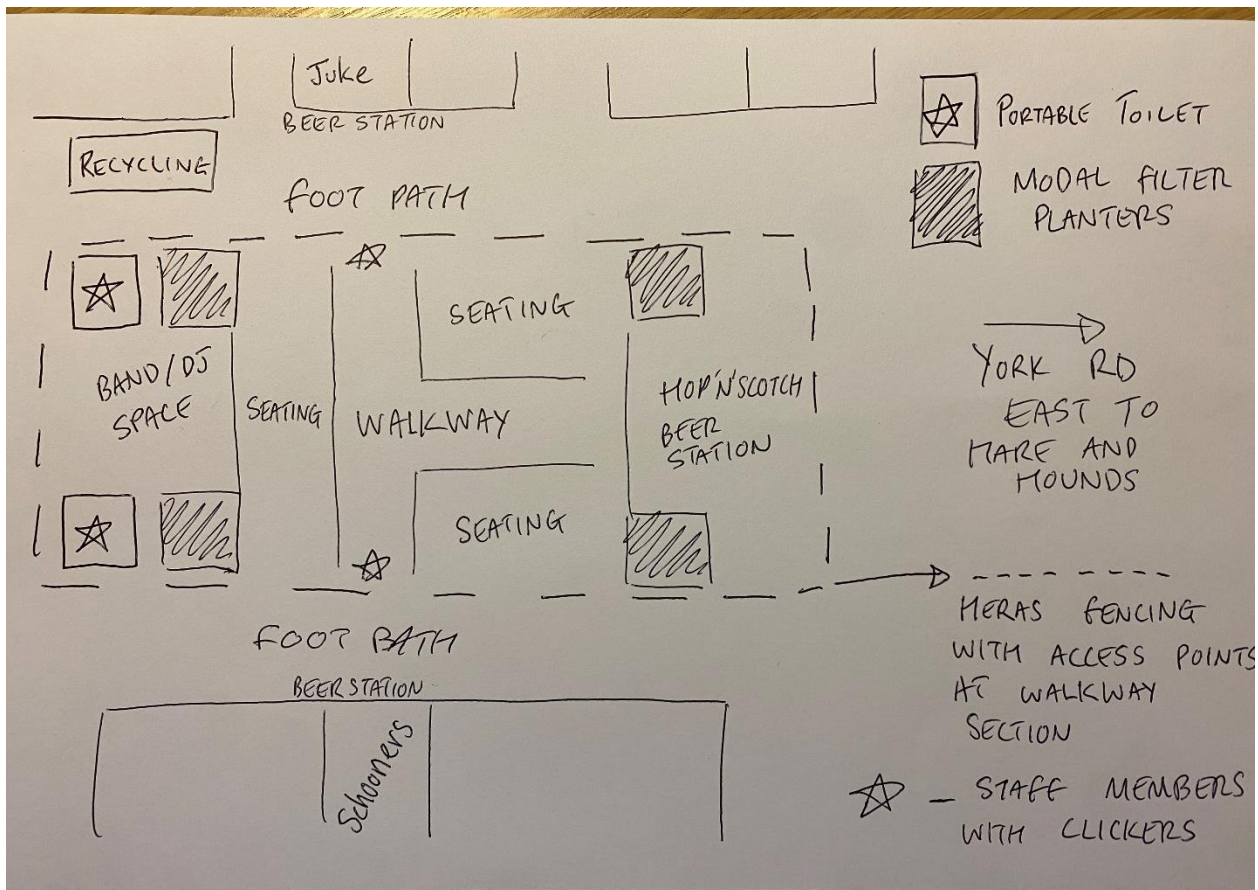 Juke
BEER STATION
RECYCLING
FOOT PATH
BAND/DJ
SPACE
SEATING
WALKWAY
SEATING
SEATING
HOP'N'SCOTCH
BEER
STATION
FOOT PATH
BEER STATION
Schooners
PORTABLE TOILET
MODAL FILTER
PLANTERS
YORK RD
EAST TO
HARE AND
HOUNDS
HERAS FENCING
WITH ACCESS POINTS
AT WALKWAY
SECTION
— STAFF MEMBERS
WITH CLICKERS